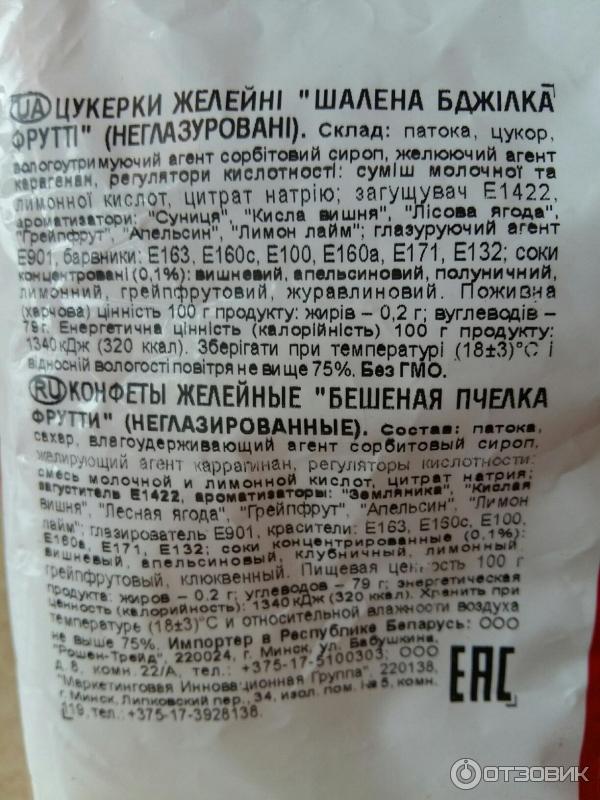 UA ЦУКЕРКИ ЖЕЛЕЙНІ "ШАЛЕНА БДЖІЛКА
ФРУТТІ" (НЕГЛАЗУРОВАНІ). Склад: патока, цукор,
вологоутримуючий агент сорбітовий сироп, желюючий агент
карагенан, регулятори кислотності: суміш молочної та
лимонної кислот, цитрат натрію; загущувач Е1422,
ароматизатори: "Суниця", "Кисла вишня", "Лісова ягода",
"Грейпфрут", "Апельсин", "Лимон лайм"; глазуруючий агент
Е901, барвники: Е163, Е160с, Е100, Е160а, Е171, Е132; соки
концентровані (0,1%): вишневий, апельсиновий, полуничний,
лимонний, грейпфрутовий, журавлиновий. Поживна
(харчова) цінність 100 г продукту: жирів – 0,2 г; вуглеводів –
79г. Енергетична цінність (калорійність) 100 г продукту:
1340кДж (320 ккал). Зберігати при температурі (18±3)°С і
відносній вологості повітря не вище 75%. Без ГМО.
RU КОНФЕТЫ ЖЕЛЕЙНЫЕ "БЕШЕНАЯ ПЧЕЛКА
ФРУТТИ" (НЕГЛАЗИРОВАННЫЕ). Состав: патока,
сахар, влагоудерживающий агент сорбитовый сироп,
желирующий агент каррагинан, регуляторы кислотности:
смесь молочной и лимонной кислот, цитрат натрия;
загуститель Е1422, ароматизаторы: "Земляника", "Кислая
вишня", "Лесная ягода", "Грейпфрут", "Апельсин", "Лимон
лайм"; глазирователь Е901, красители: Е163, Е160с, Е100,
Е160а, Е171, Е132; соки концентрированные (0,1%):
вишневый, апельсиновый, клубничный, лимонный,
грейпфрутовый, клюквенный. Пищевая ценность 100 г
продукта: жиров – 0.2 г; углеводов – 79 г; энергетическая
ценность (калорийность): 1340кДж (320 ккал). Хранить при
температуре (18±3)°С и относительной влажности воздуха
не выше 75%. Импортер в Республике Беларусь: ООО
"Рошен-Трейд", 220024, г. Минск, ул. Бабушкина,
д. 8, комн. 22/А, тел.: +375-17-5100303; ООО
"Маркетинговая Инновационная Группа", 220138,
г. Минск, Липковский пер., 34, изол. пом. 1а8, комн.
219, тел.: +375-17-3928138.
ЕАС
ОТЗОВИК